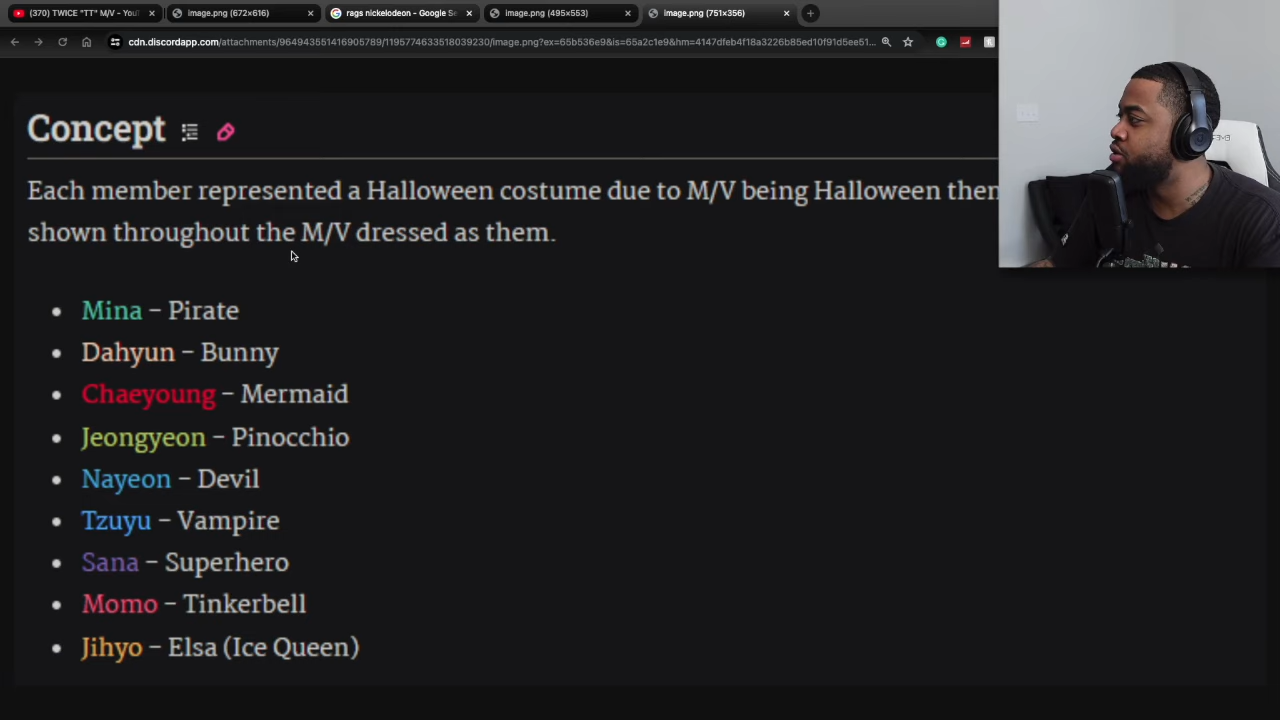 (370) TWICE "TT" M/V - You
image.png (672×616)
rags nickelodeon - Google Se
image.png (495×553)
image.png (751×356)
cdn.discordapp.com/attachments/964943551416905789/1195774633518039230/image.png?ex=65b536e9&is=65a2c1e9&hm=4147dfeb4f18a3226b85ed10f91d5ee51...
Concept
Each member represented a Halloween costume due to M/V being Halloween then
shown throughout the M/V dressed as them.
• Mina – Pirate
• Dahyun – Bunny
• Chaeyoung – Mermaid
• Jeongyeon – Pinocchio
• Nayeon – Devil
• Tzuyu – Vampire
• Sana – Superhero
• Momo – Tinkerbell
• Jihyo – Elsa (Ice Queen)